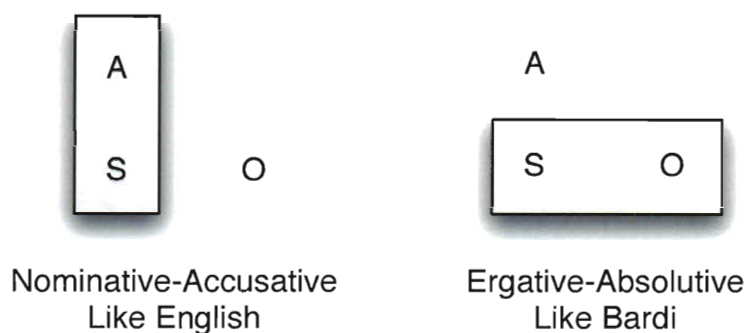 A
A
S O
S O
Nominative-Accusative
Like English
Ergative-Absolutive
Like Bardi